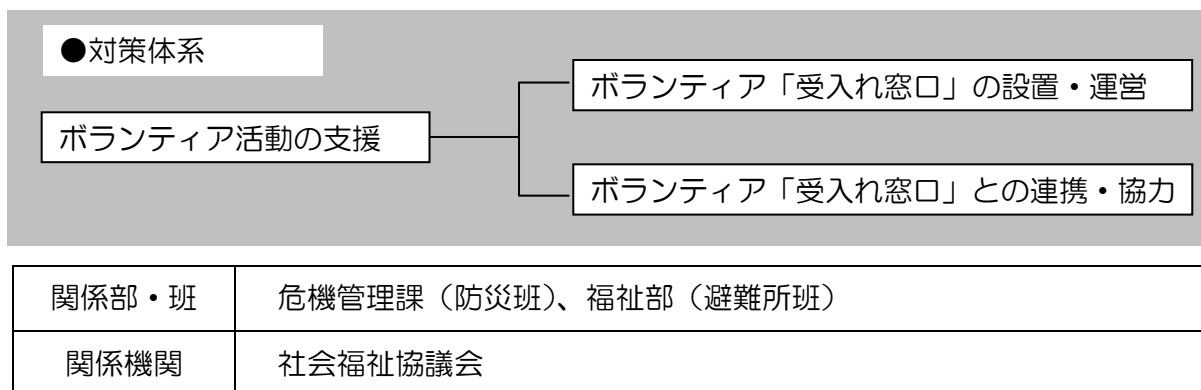 ●対策体系
ボランティア「受入れ窓口」の設置・運営
ボランティア活動の支援
ボランティア「受入れ窓口」との連携・協力
関係部・班 危機管理課（防災班）、福祉部（避難所班）
関係機関 社会福祉協議会